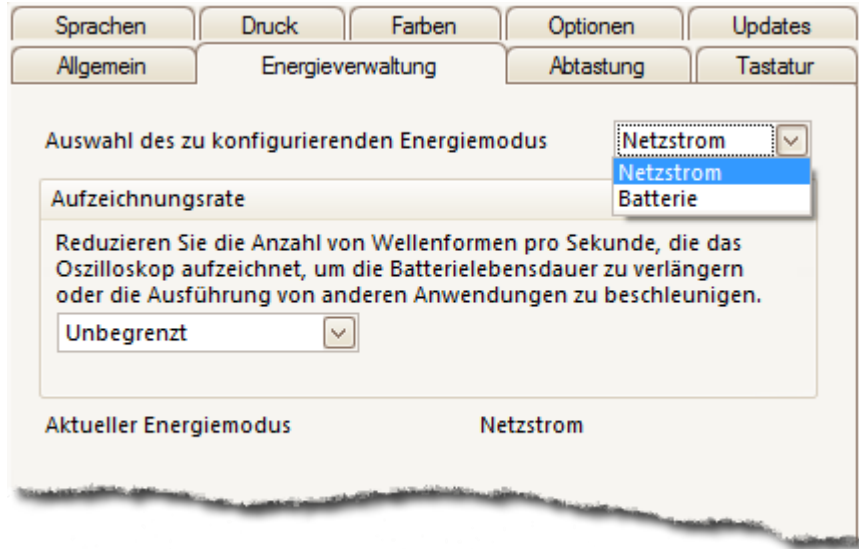 Sprachen Druck Farben Optionen Updates
Allgemein Energieverwaltung Abtastung Tastatur
Auswahl des zu konfigurierenden Energiemodus Netzstrom
Netzstrom
Batterie
Aufzeichnungsrate
Reduzieren Sie die Anzahl von Wellenformen pro Sekunde, die das
Oszilloskop aufzeichnet, um die Batterielebensdauer zu verlängern
oder die Ausführung von anderen Anwendungen zu beschleunigen.
Unbegrenzt
Aktueller Energiemodus Netzstrom